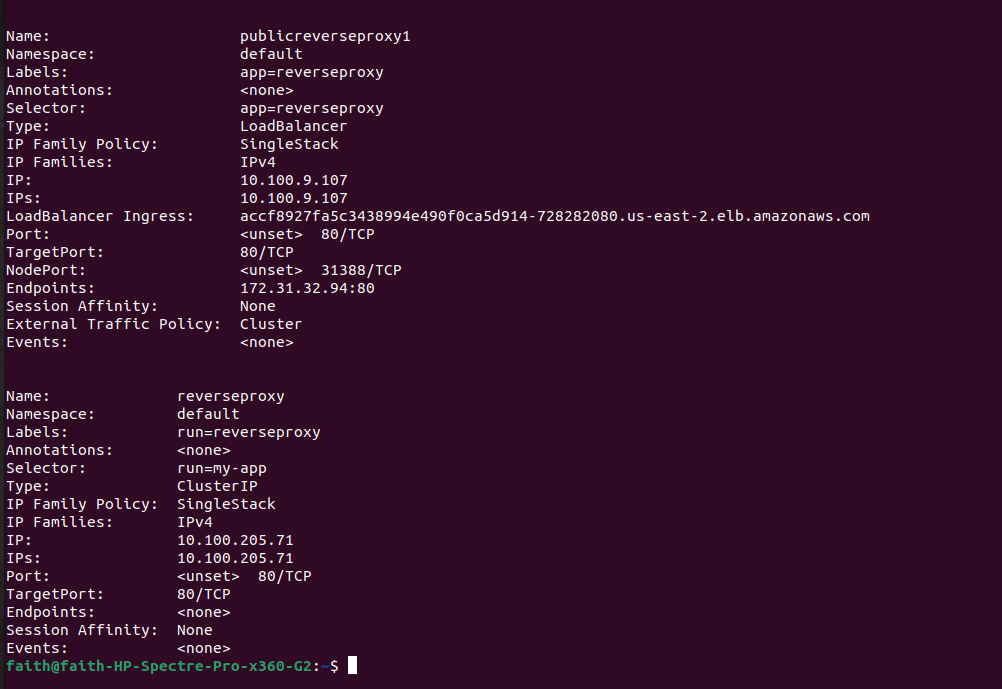 Name:                     publicreverseproxy1
Namespace:                default
Labels:                   app=reverseproxy
Annotations:              <none>
Selector:                 app=reverseproxy
Type:                     LoadBalancer
IP Family Policy:         SingleStack
IP Families:              IPv4
IP:                       10.100.9.107
IPs:                      10.100.9.107
LoadBalancer Ingress:     accf8927fa5c3438994e490f0ca5d914-728282080.us-east-2.elb.amazonaws.com
Port:                     <unset>  80/TCP
TargetPort:               80/TCP
NodePort:                 <unset>  31388/TCP
Endpoints:                172.31.32.94:80
Session Affinity:         None
External Traffic Policy:  Cluster
Events:                   <none>

Name:              reverseproxy
Namespace:         default
Labels:            run=reverseproxy
Annotations:       <none>
Selector:          run=my-app
Type:              ClusterIP
IP Family Policy:  SingleStack
IP Families:       IPv4
IP:                10.100.205.71
IPs:               10.100.205.71
Port:              <unset>  80/TCP
TargetPort:        80/TCP
Endpoints:         <none>
Session Affinity:  None
Events:            <none>
faith@faith-HP-Spectre-Pro-x360-G2:~$